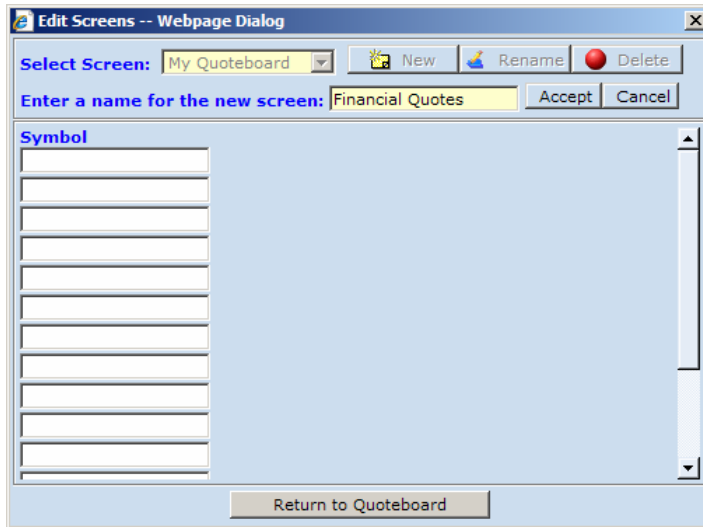 Edit Screens -- Webpage Dialog
Select Screen: My Quoteboard New Rename Delete
Enter a name for the new screen: Financial Quotes Accept Cancel
Symbol
Return to Quoteboard